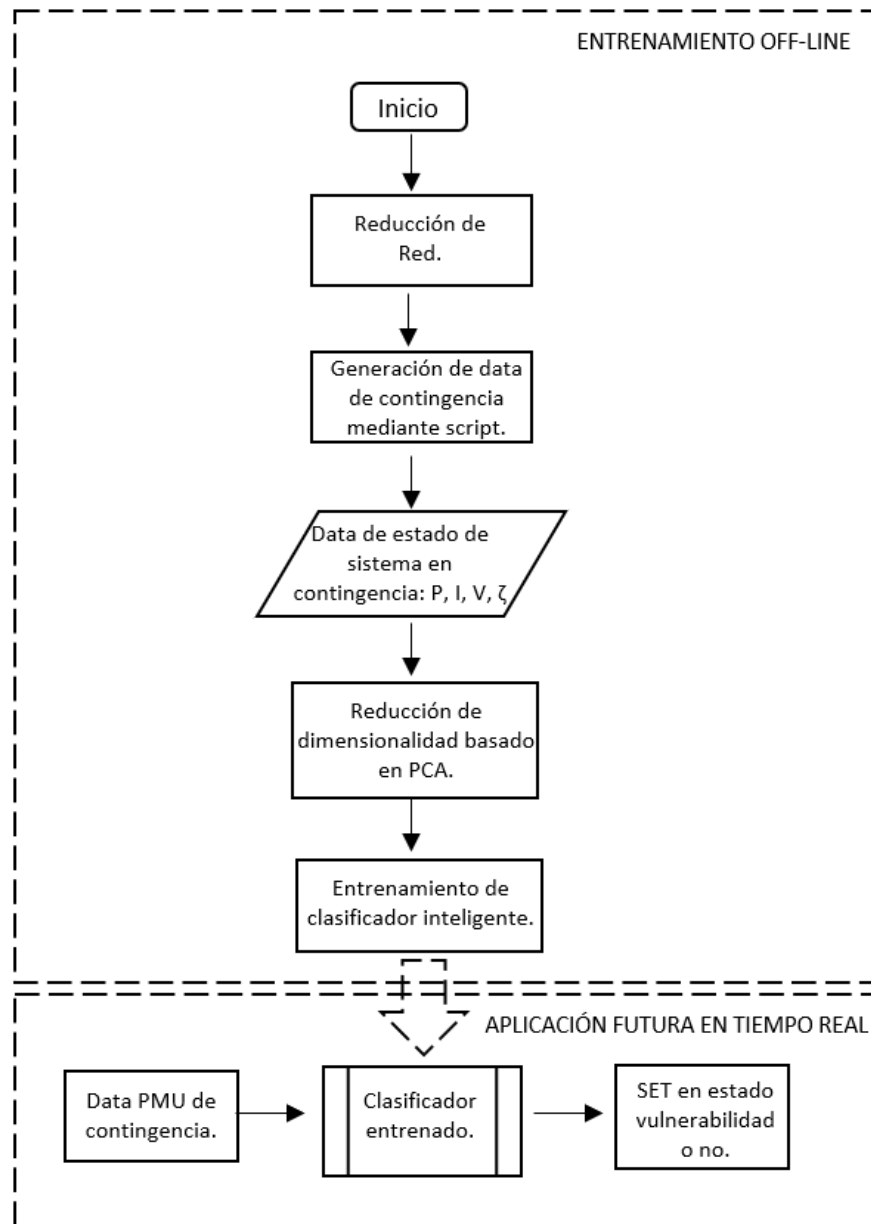 ENTRENAMIENTO OFF-LINE
Inicio
Reducción de
Red.
Generación de data
de contingencia
mediante script.
Data de estado de
sistema en
contingencia: P, I, V, ζ
Reducción de
dimensionalidad basado
en PCA.
Entrenamiento de
clasificador inteligente.
APLICACIÓN FUTURA EN TIEMPO REAL
Data PMU de
contingencia.
Clasificador
entrenado.
SET en estado
vulnerabilidad
o no.